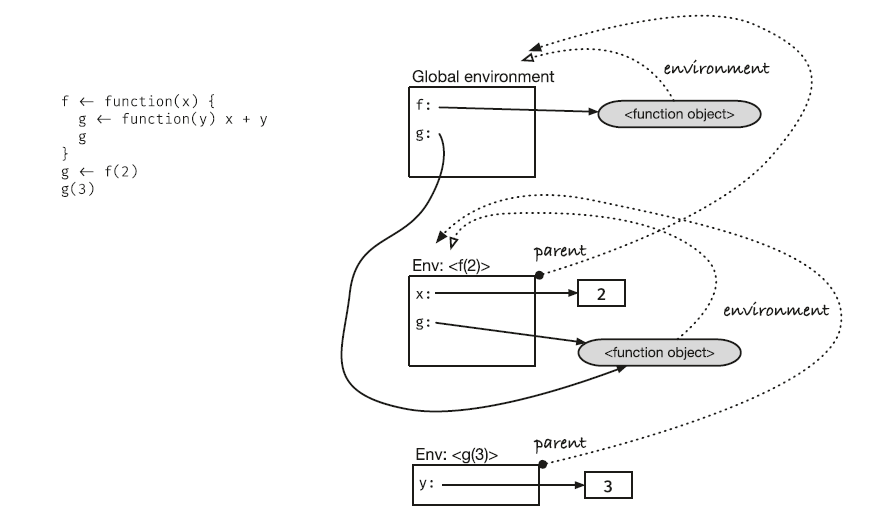 f ← function(x) {
  g ← function(y) x + y
  g
}
g ← f(2)
g(3)
environment
Global environment
f:
<function object>
g:
parent
Env: <f(2)>
x:
2
environment
g:
<function object>
parent
Env: <g(3)>
y:
3